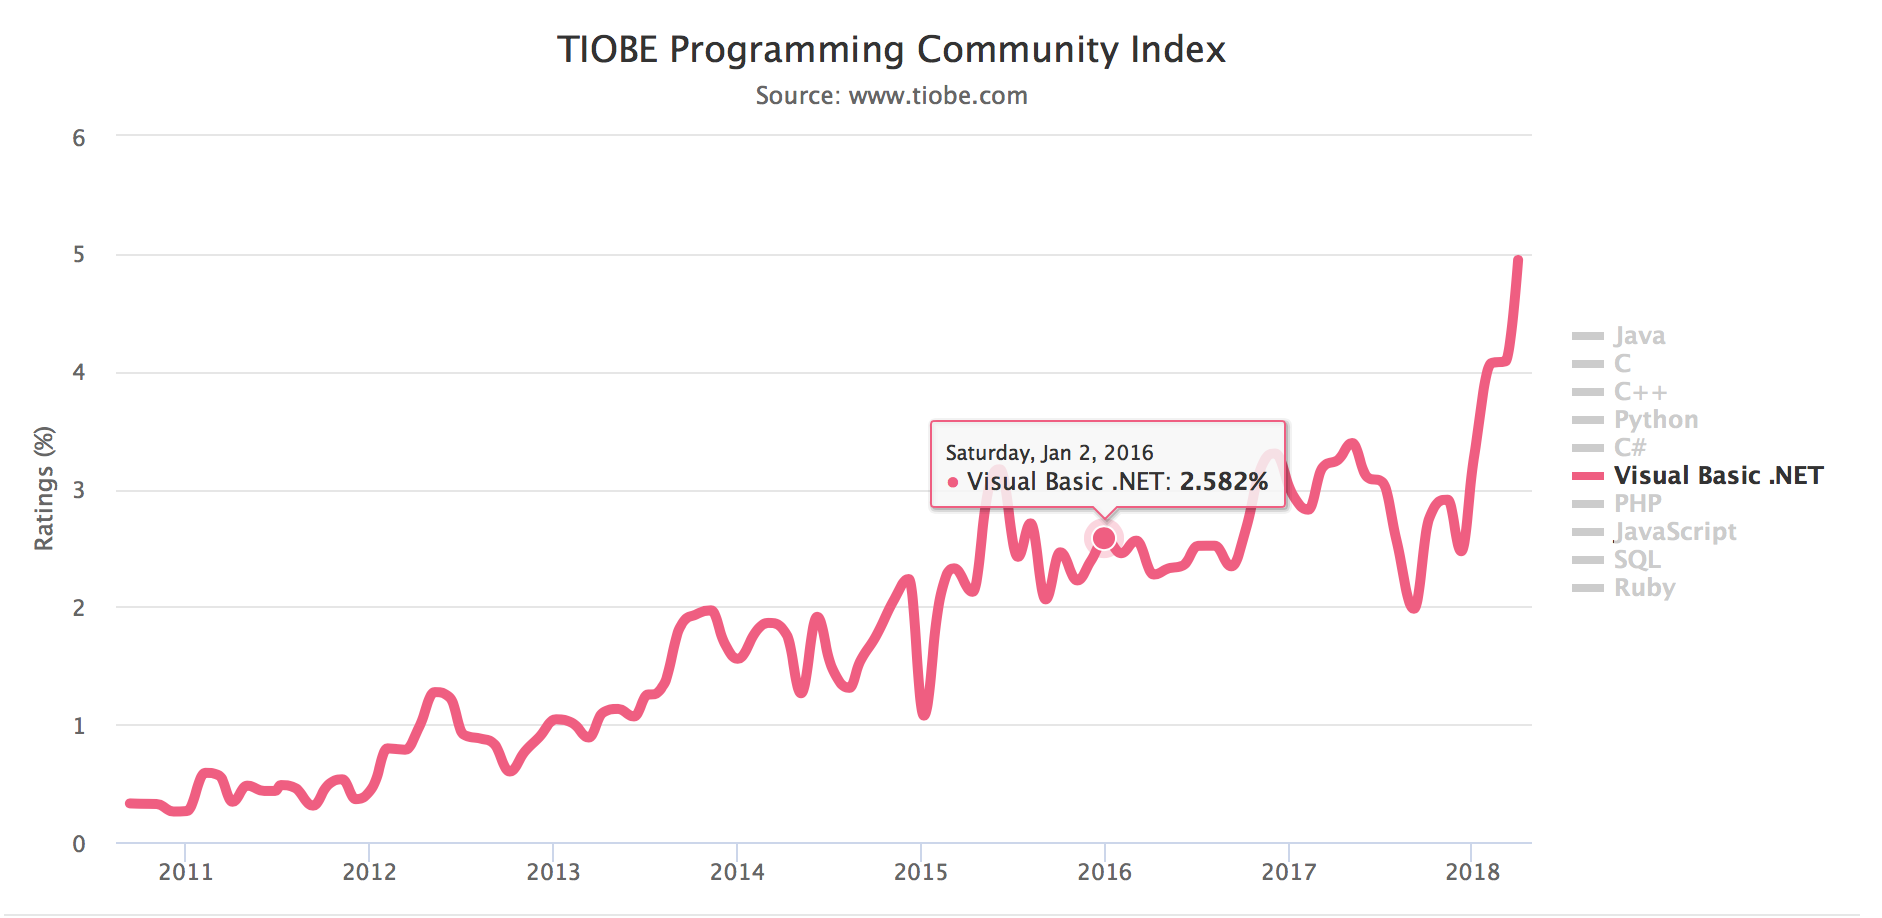 TIOBE Programming Community Index
Source: www.tiobe.com
Ratings (%)
6
5
4
3
2
1
0
Saturday, Jan 2, 2016
● Visual Basic .NET: 2.582%
2011 2012 2013 2014 2015 2016 2017 2018
Java
C
C++
Python
C#
Visual Basic .NET
PHP
JavaScript
SQL
Ruby